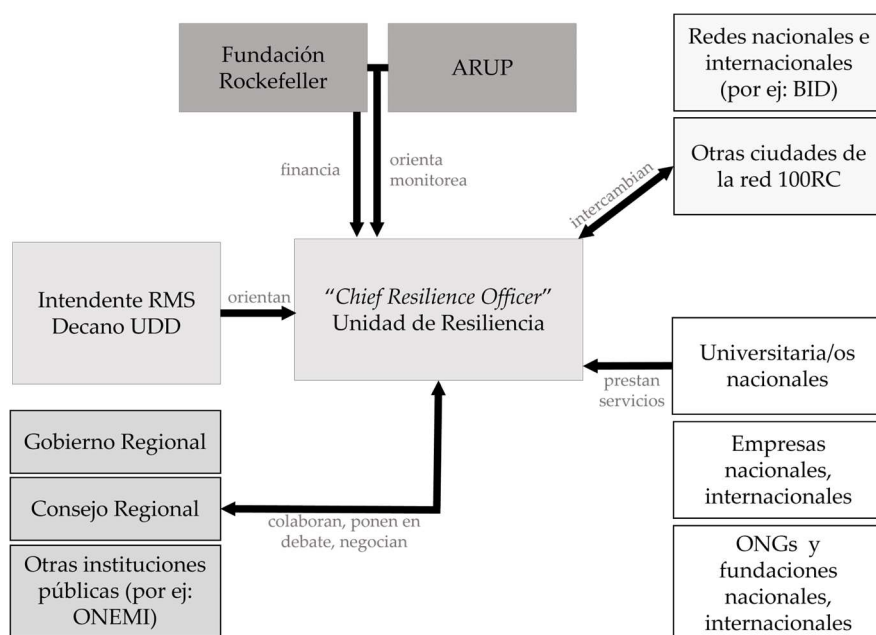 Fundación
Rockefeller
ARUP
Redes nacionales e
internacionales
(por ej: BID)
Otras ciudades de
la red 100RC
financia
orienta
monitorea
intercambian
Intendente RMS
Decano UDD
orientan
“Chief Resilience Officer”
Unidad de Resiliencia
prestan
servicios
Universitaria/os
nacionales
Gobierno Regional
Consejo Regional
Otras instituciones
públicas (por ej:
ONEMI)
colaboran, ponen en
debate, negocian
Empresas
nacionales,
internacionales
ONGs y
fundaciones
nacionales,
internacionales